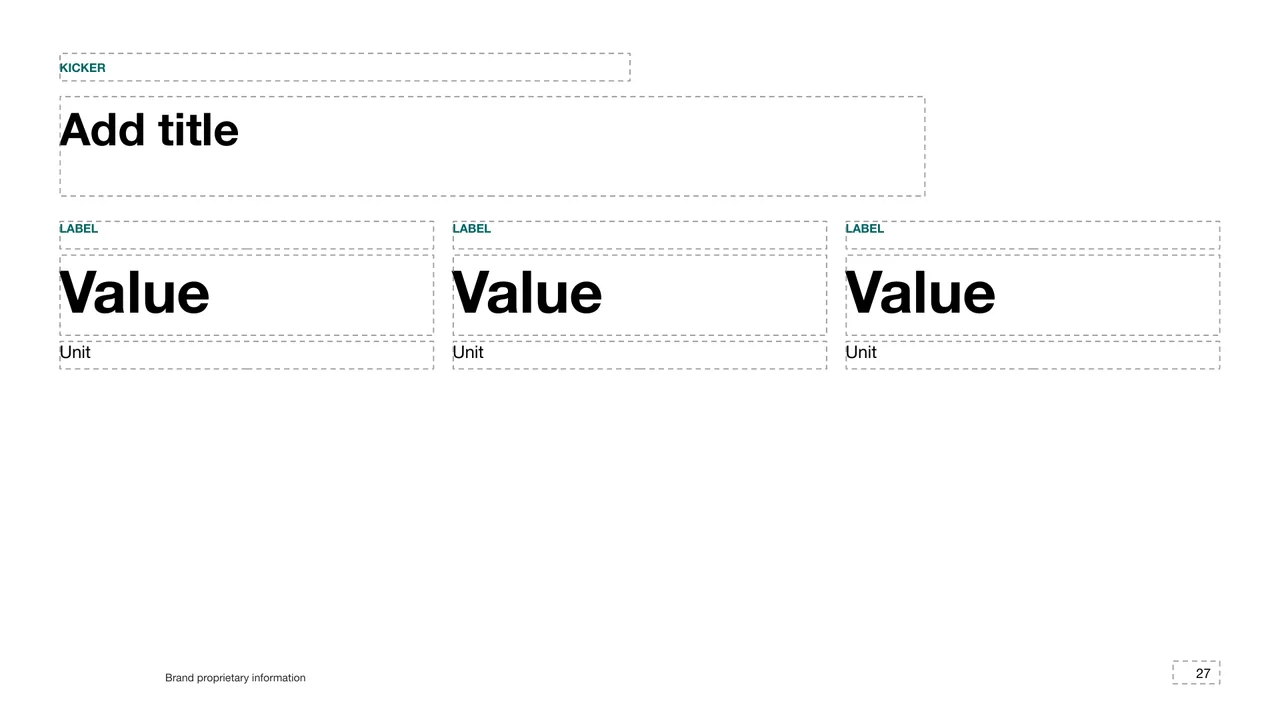 KICKER
Add title
LABEL
LABEL
LABEL
Value
Value
Value
Unit
Unit
Unit
Brand proprietary information
27